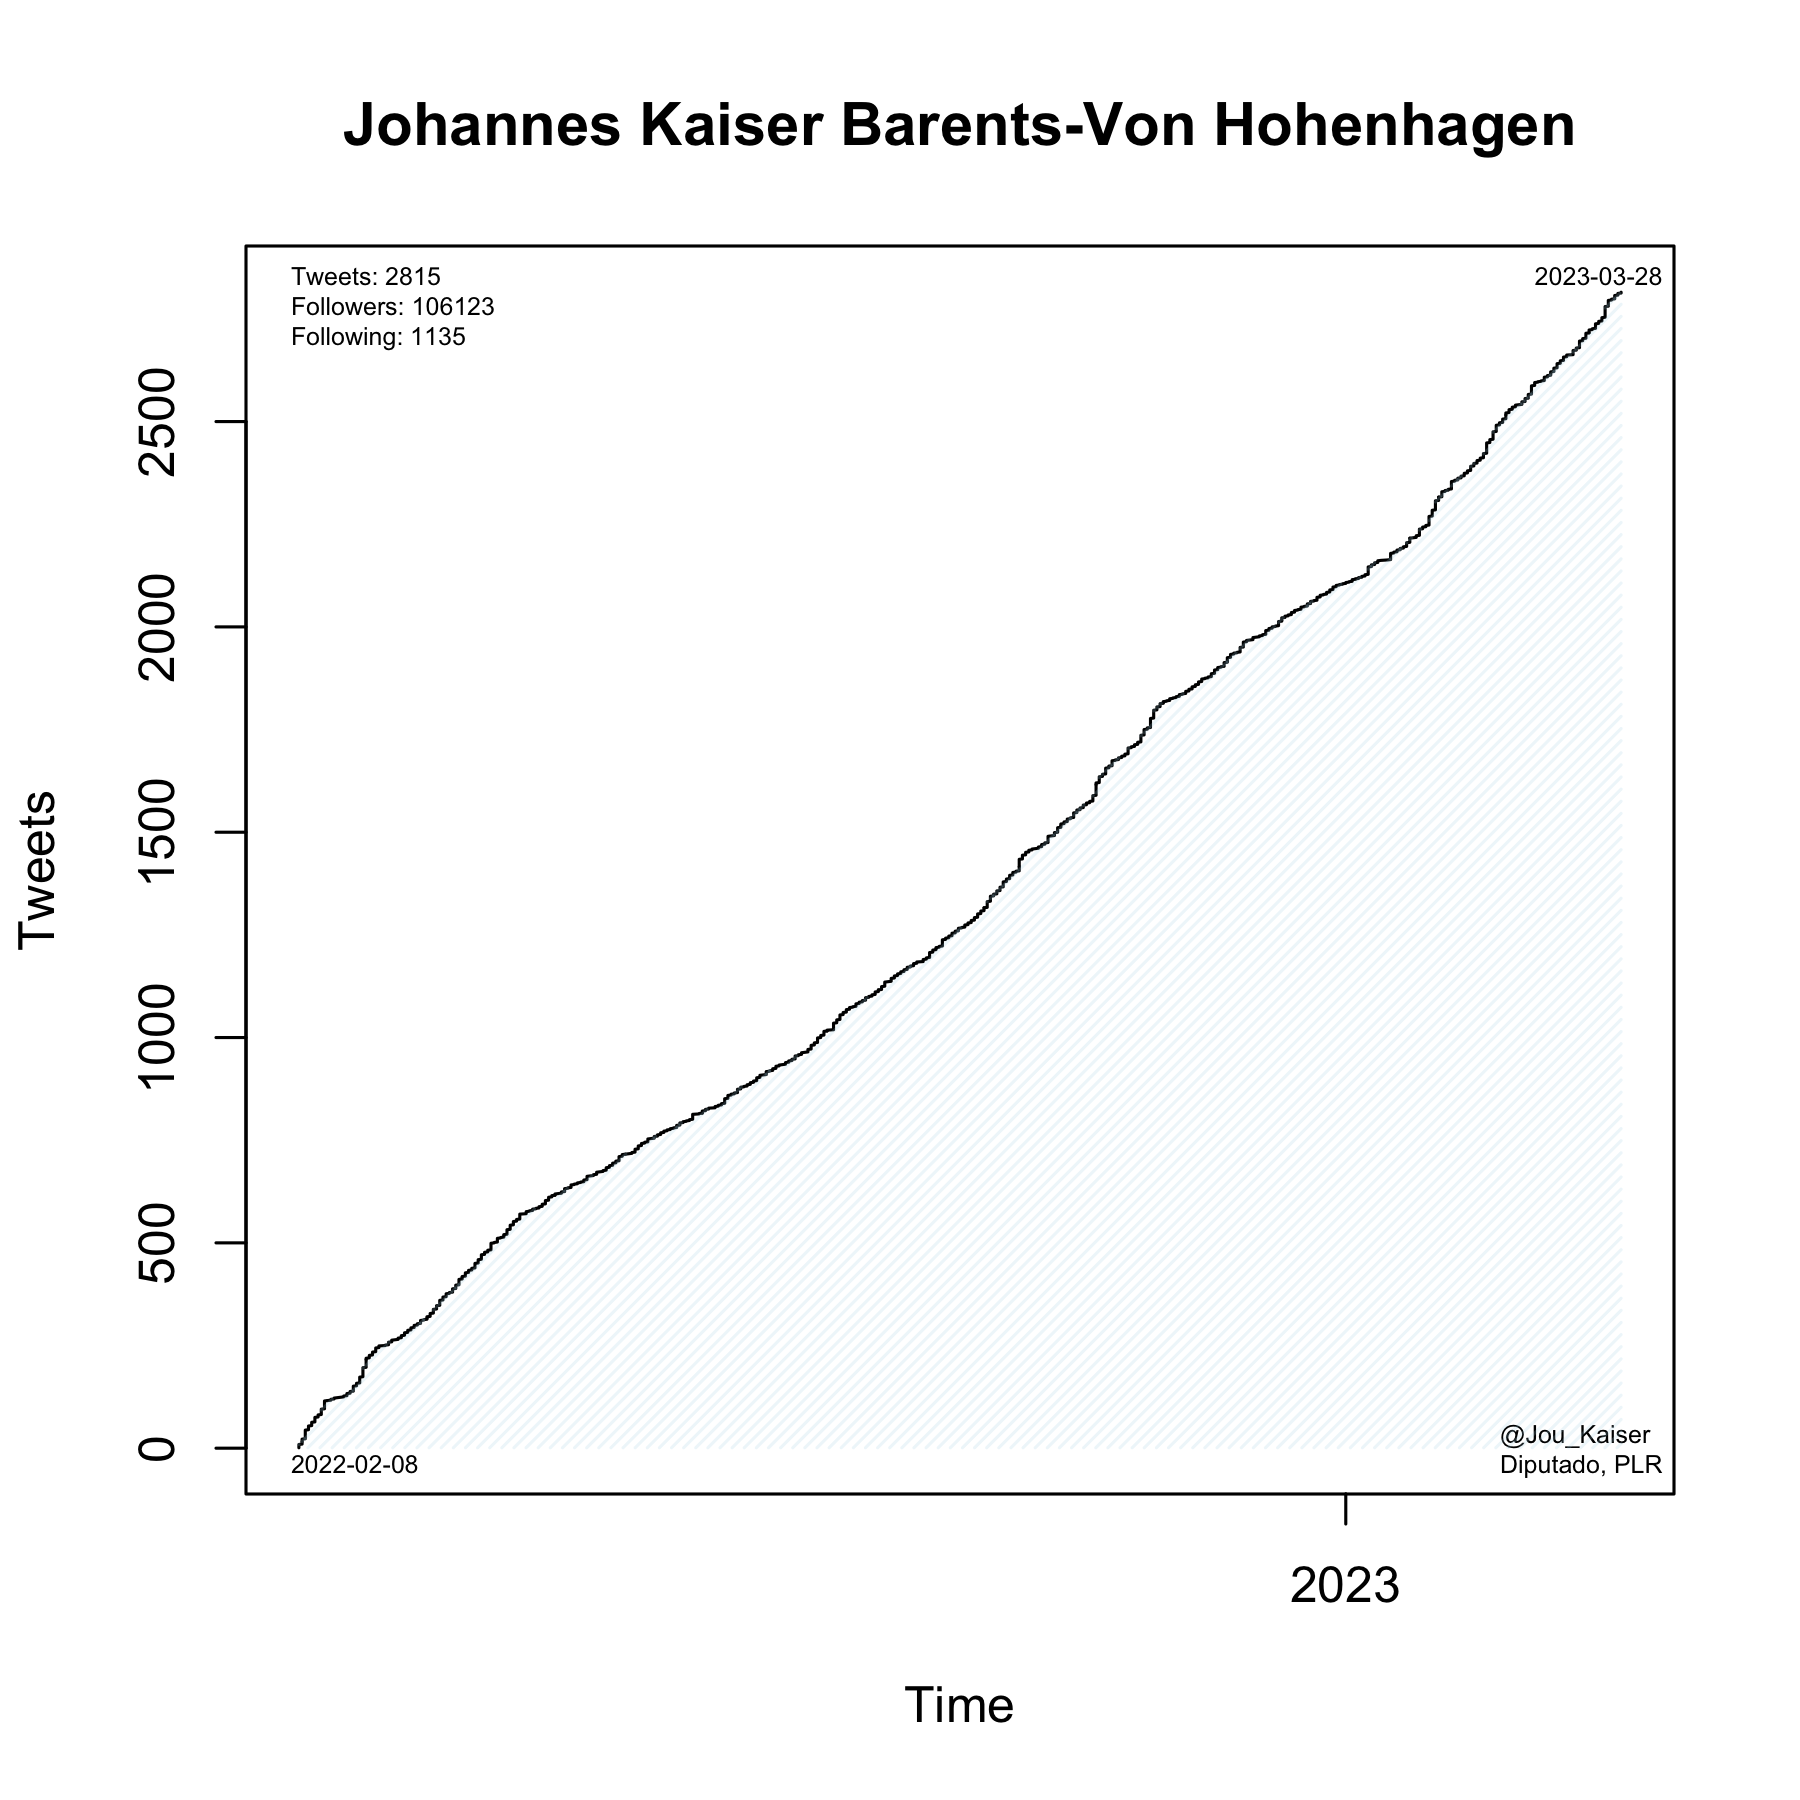 Johannes Kaiser Barents-Von Hohenhagen
Tweets: 2815
Followers: 106123
Following: 1135
2023-03-28
2500
2000
1500
1000
500
0
Tweets
2022-02-08
@Jou_Kaiser
Diputado, PLR
2023
Time